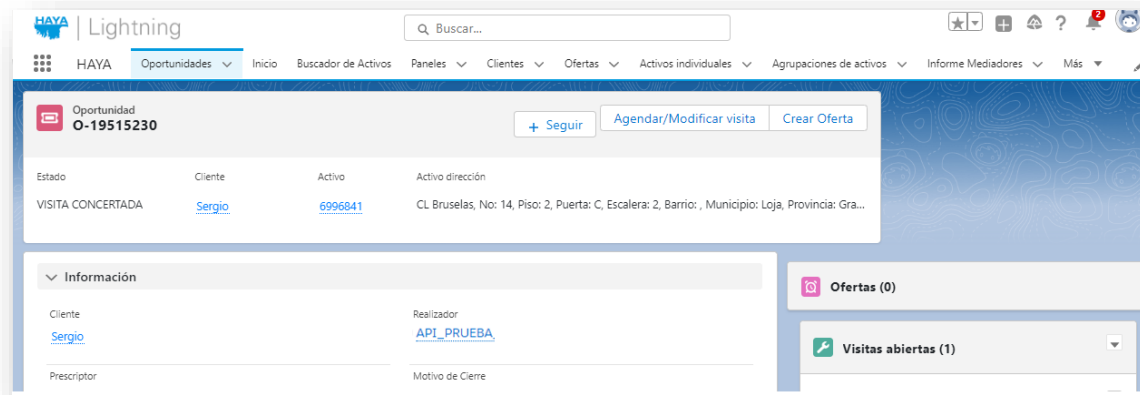 HAYA | Lightning
Buscar...
2
HAYA Oportunidades Inicio Buscador de Activos Paneles Clientes Ofertas Activos individuales Agrupaciones de activos Informe Mediadores Más
Oportunidad
O-19515230
+ Seguir Agendar/Modificar visita Crear Oferta
Estado Cliente Activo Activo dirección
VISITA CONCERTADA Sergio 6996841 CL Bruselas, No: 14, Piso: 2, Puerta: C, Escalera: 2, Barrio: , Municipio: Loja, Provincia: Gra...
Información
Ofertas (0)
Cliente Realizador
Sergio API_PRUEBA
Visitas abiertas (1)
Prescriptor Motivo de Cierre